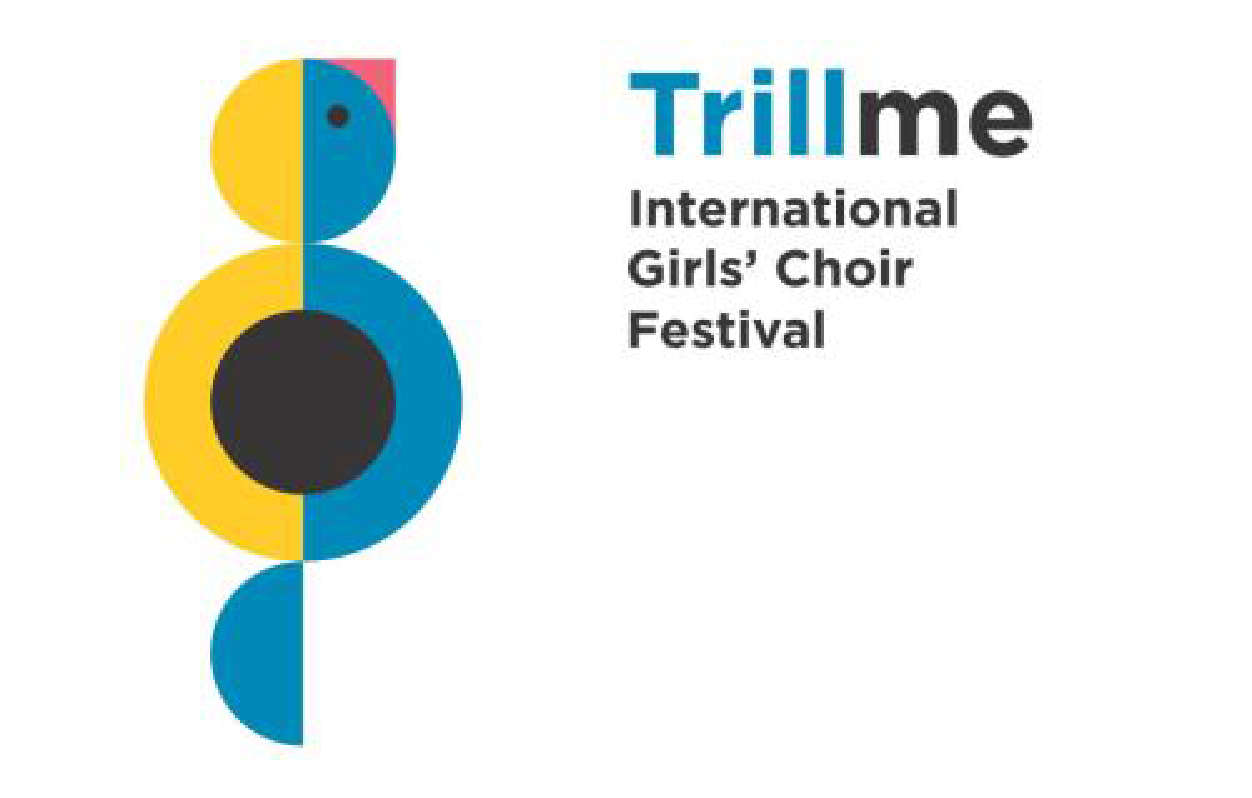 Trillme
International
Girls’ Choir
Festival